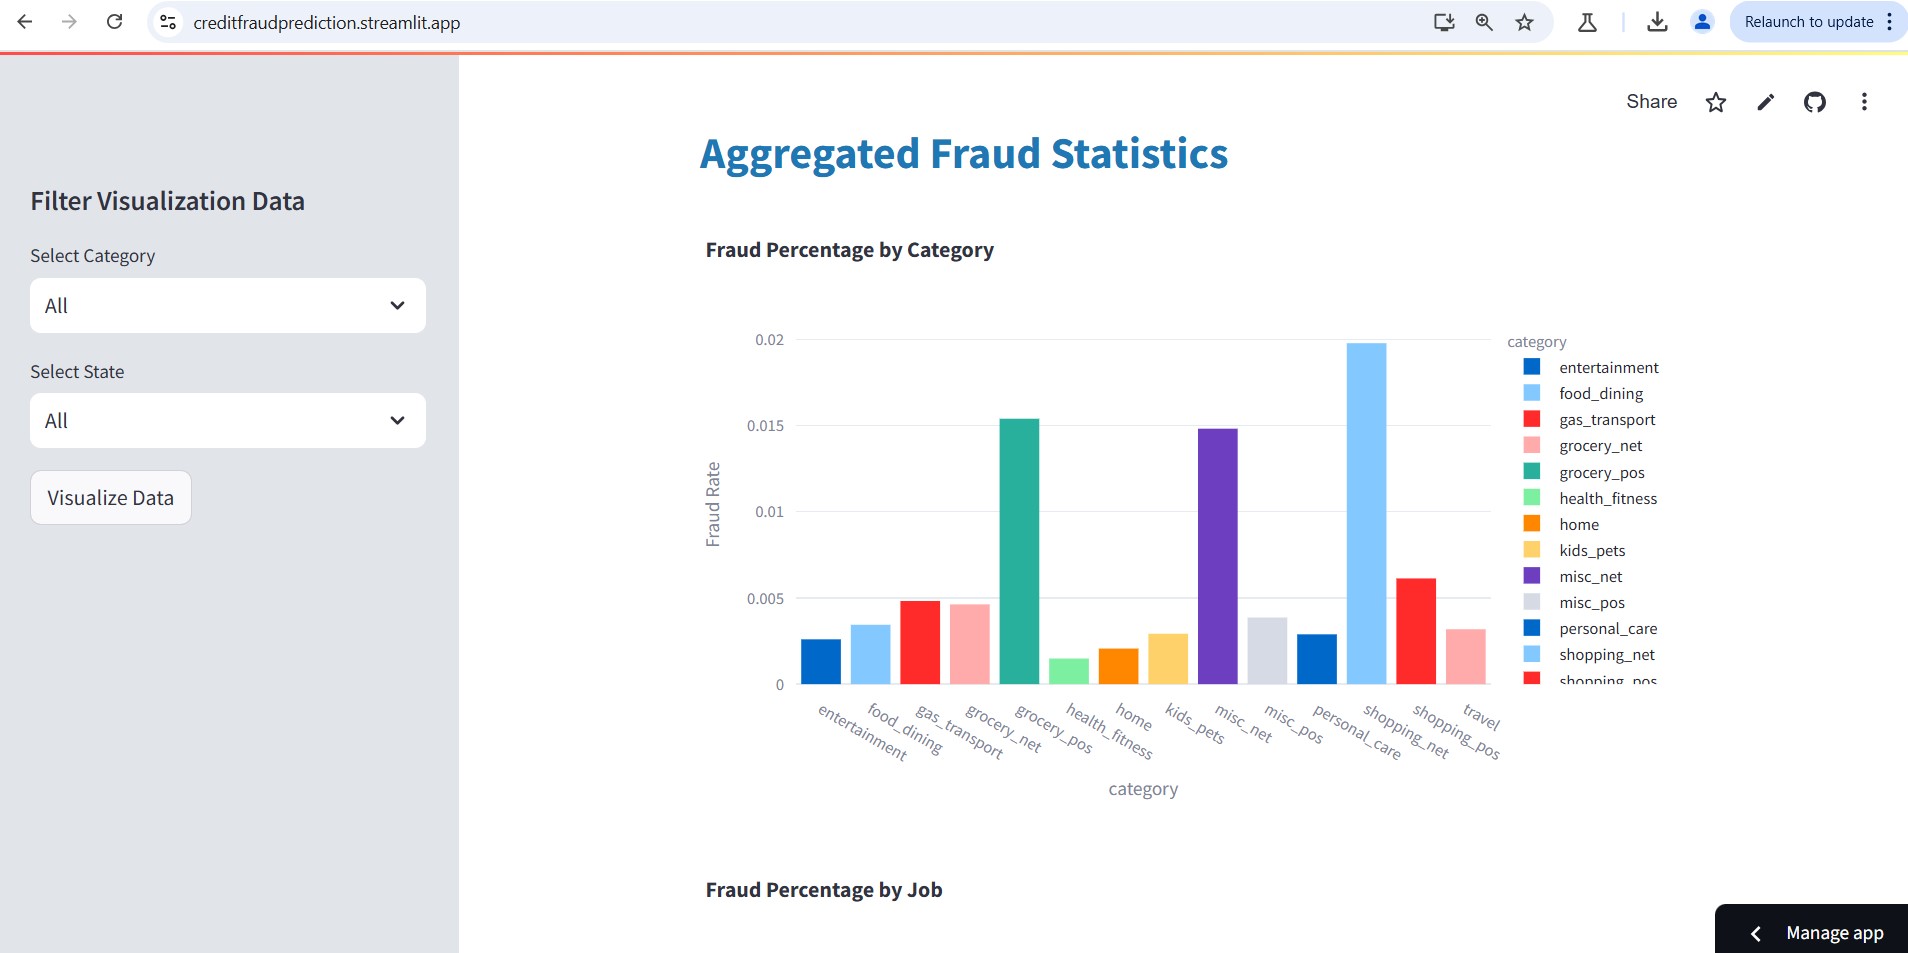 creditfraudprediction.streamlit.app
Relaunch to update
Share
Filter Visualization Data
Select Category
All
Select State
All
Visualize Data
Aggregated Fraud Statistics
Fraud Percentage by Category
0.02
0.015
0.01
0.005
0
Fraud Rate
entertainment
food_dining
gas_transport
grocery_net
grocery_pos
health_fitness
home
kids_pets
misc_net
misc_pos
personal_care
shopping_net
shopping_pos
travel
category
category
entertainment
food_dining
gas_transport
grocery_net
grocery_pos
health_fitness
home
kids_pets
misc_net
misc_pos
personal_care
shopping_net
shopping_pos
Fraud Percentage by Job
Manage app